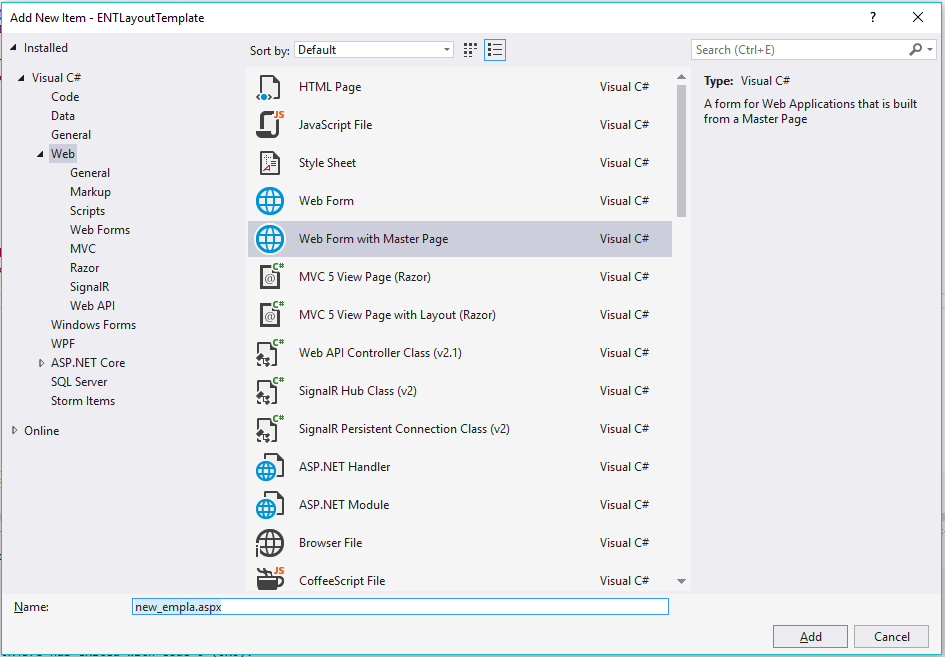 Add New Item - ENTLayoutTemplate
?
Installed
Sort by: Default
Search (Ctrl+E)
Visual C#
Code
Data
General
Web
General
Markup
Scripts
Web Forms
MVC
Razor
SignalR
Web API
Windows Forms
WPF
ASP.NET Core
SQL Server
Storm Items
Online
HTML Page Visual C#
JS
JavaScript File Visual C#
Style Sheet Visual C#
Web Form Visual C#
Web Form with Master Page Visual C#
C#
@
MVC 5 View Page (Razor) Visual C#
C#
@
MVC 5 View Page with Layout (Razor) Visual C#
C#
Web API Controller Class (v2.1) Visual C#
C#
SignalR Hub Class (v2) Visual C#
C#
SignalR Persistent Connection Class (v2) Visual C#
ASP.NET Handler Visual C#
ASP.NET Module Visual C#
Browser File Visual C#
JS
CoffeeScript File Visual C#
Type: Visual C#
A form for Web Applications that is built
from a Master Page
Name: new_empla.aspx
Add Cancel